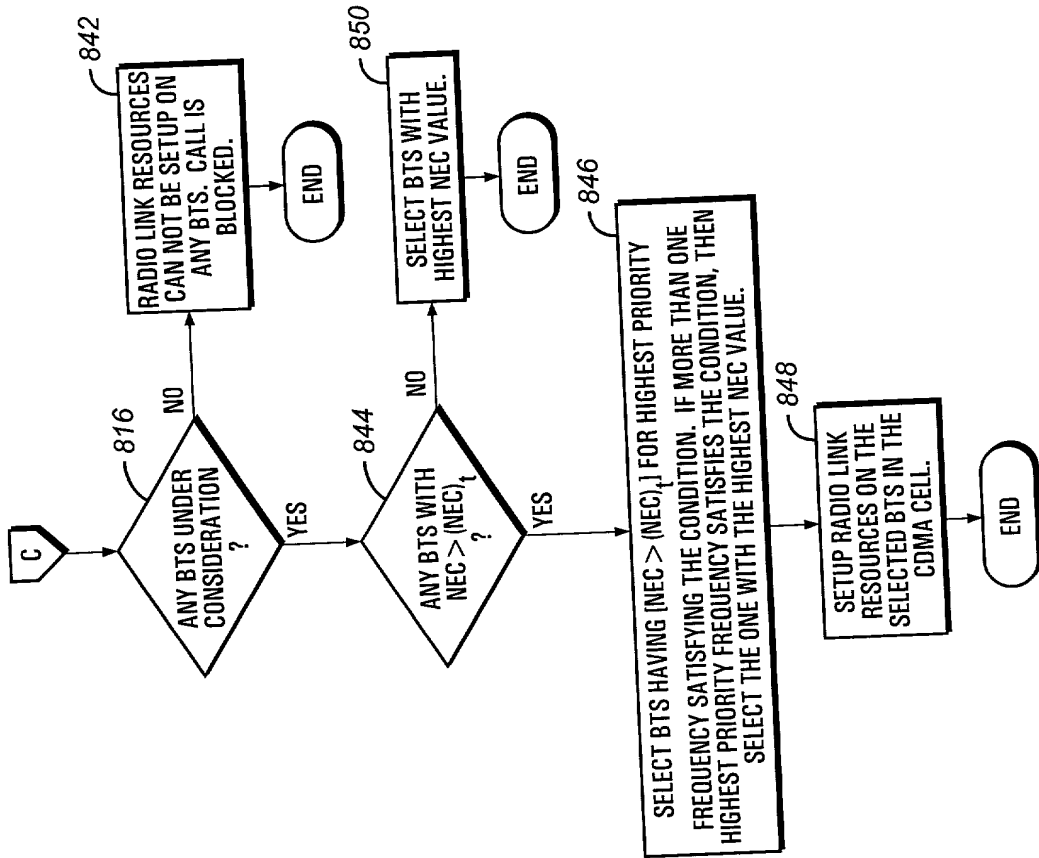 C
816
ANY BTS UNDER
CONSIDERATION
?
NO
842
RADIO LINK RESOURCES
CAN NOT BE SETUP ON
ANY BTS. CALL IS
BLOCKED.
END
YES
844
ANY BTS WITH
NEC > (NEC)t
?
NO
850
SELECT BTS WITH
HIGHEST NEC VALUE.
END
YES
846
SELECT BTS HAVING [NEC > (NEC)t] FOR HIGHEST PRIORITY
FREQUENCY SATISFYING THE CONDITION. IF MORE THAN ONE
HIGHEST PRIORITY FREQUENCY SATISFIES THE CONDITION, THEN
SELECT THE ONE WITH THE HIGHEST NEC VALUE.
848
SETUP RADIO LINK
RESOURCES ON THE
SELECTED BTS IN THE
CDMA CELL.
END